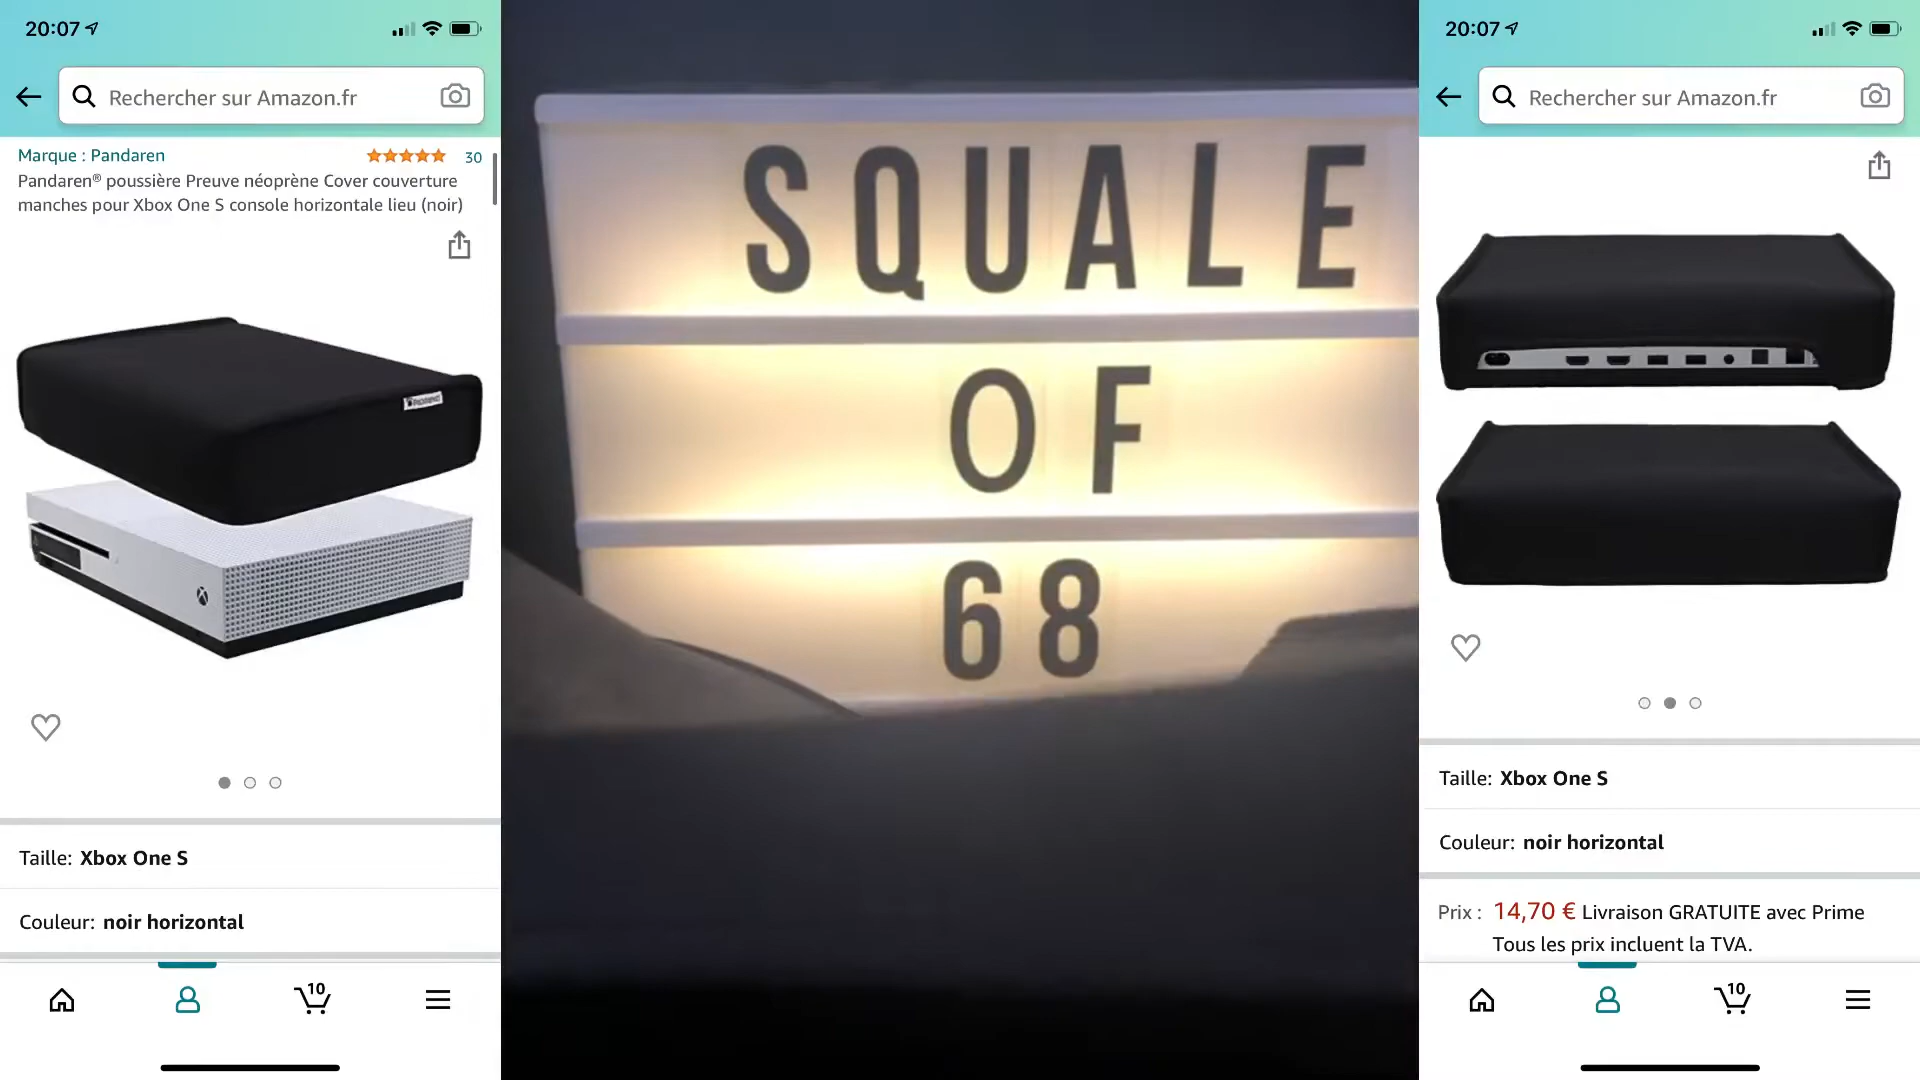 20:07
Rechercher sur Amazon.fr
Marque : Pandaren
30
Pandaren® poussière Preuve néoprène Cover couverture
manches pour Xbox One S console horizontale lieu (noir)
Taille: Xbox One S
Couleur: noir horizontal
10
SQUALE
OF
68
20:07
Rechercher sur Amazon.fr
Taille: Xbox One S
Couleur: noir horizontal
Prix : 14,70 € Livraison GRATUITE avec Prime
Tous les prix incluent la TVA.
10